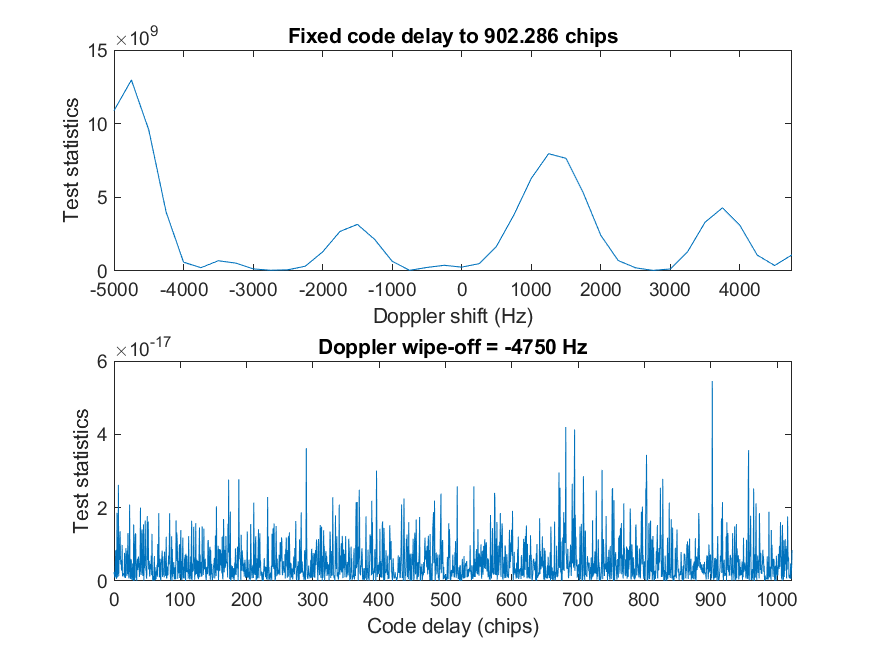 ×10^9
Fixed code delay to 902.286 chips
15
10
5
0
Test statistics
-5000 -4000 -3000 -2000 -1000 0 1000 2000 3000 4000
Doppler shift (Hz)
×10^-17
Doppler wipe-off = -4750 Hz
6
4
2
0
Test statistics
0 100 200 300 400 500 600 700 800 900 1000
Code delay (chips)